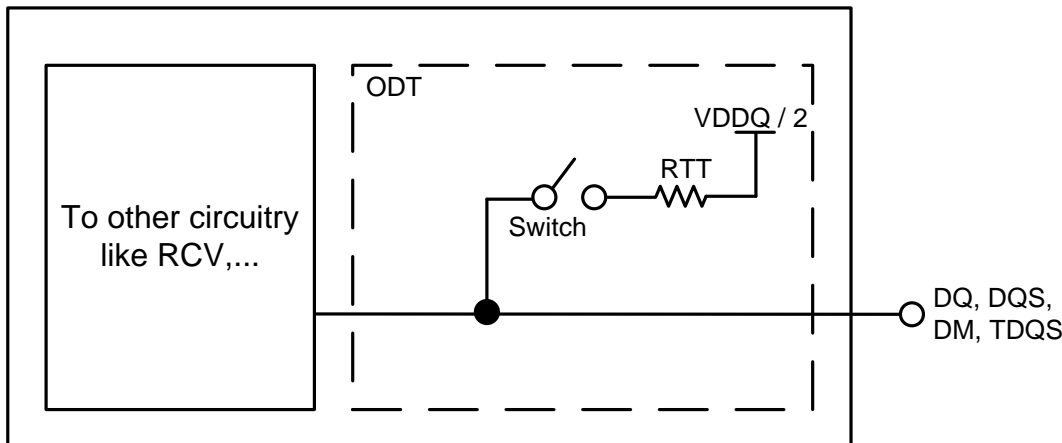 ODT
VDDQ / 2
RTT
Switch
To other circuitry
like RCV,...
DQ, DQS,
DM, TDQS